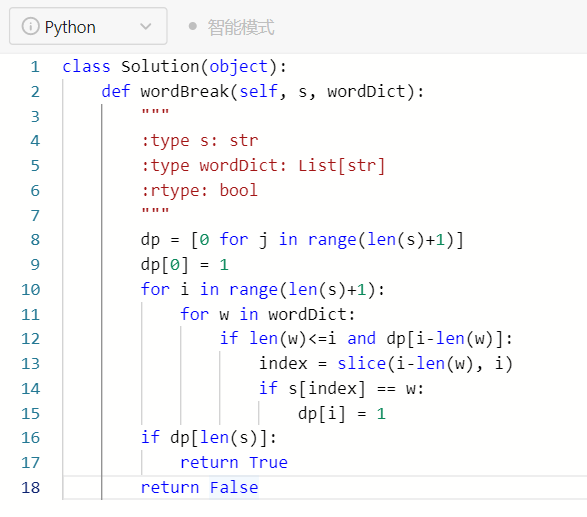 Python
智能模式
1 class Solution(object):
2 def wordBreak(self, s, wordDict):
3 """
4 :type s: str
5 :type wordDict: List[str]
6 :rtype: bool
7 """
8 dp = [0 for j in range(len(s)+1)]
9 dp[0] = 1
10 for i in range(len(s)+1):
11 for w in wordDict:
12 if len(w)<=i and dp[i-len(w)]:
13 index = slice(i-len(w), i)
14 if s[index] == w:
15 dp[i] = 1
16 if dp[len(s)]:
17 return True
18 return False